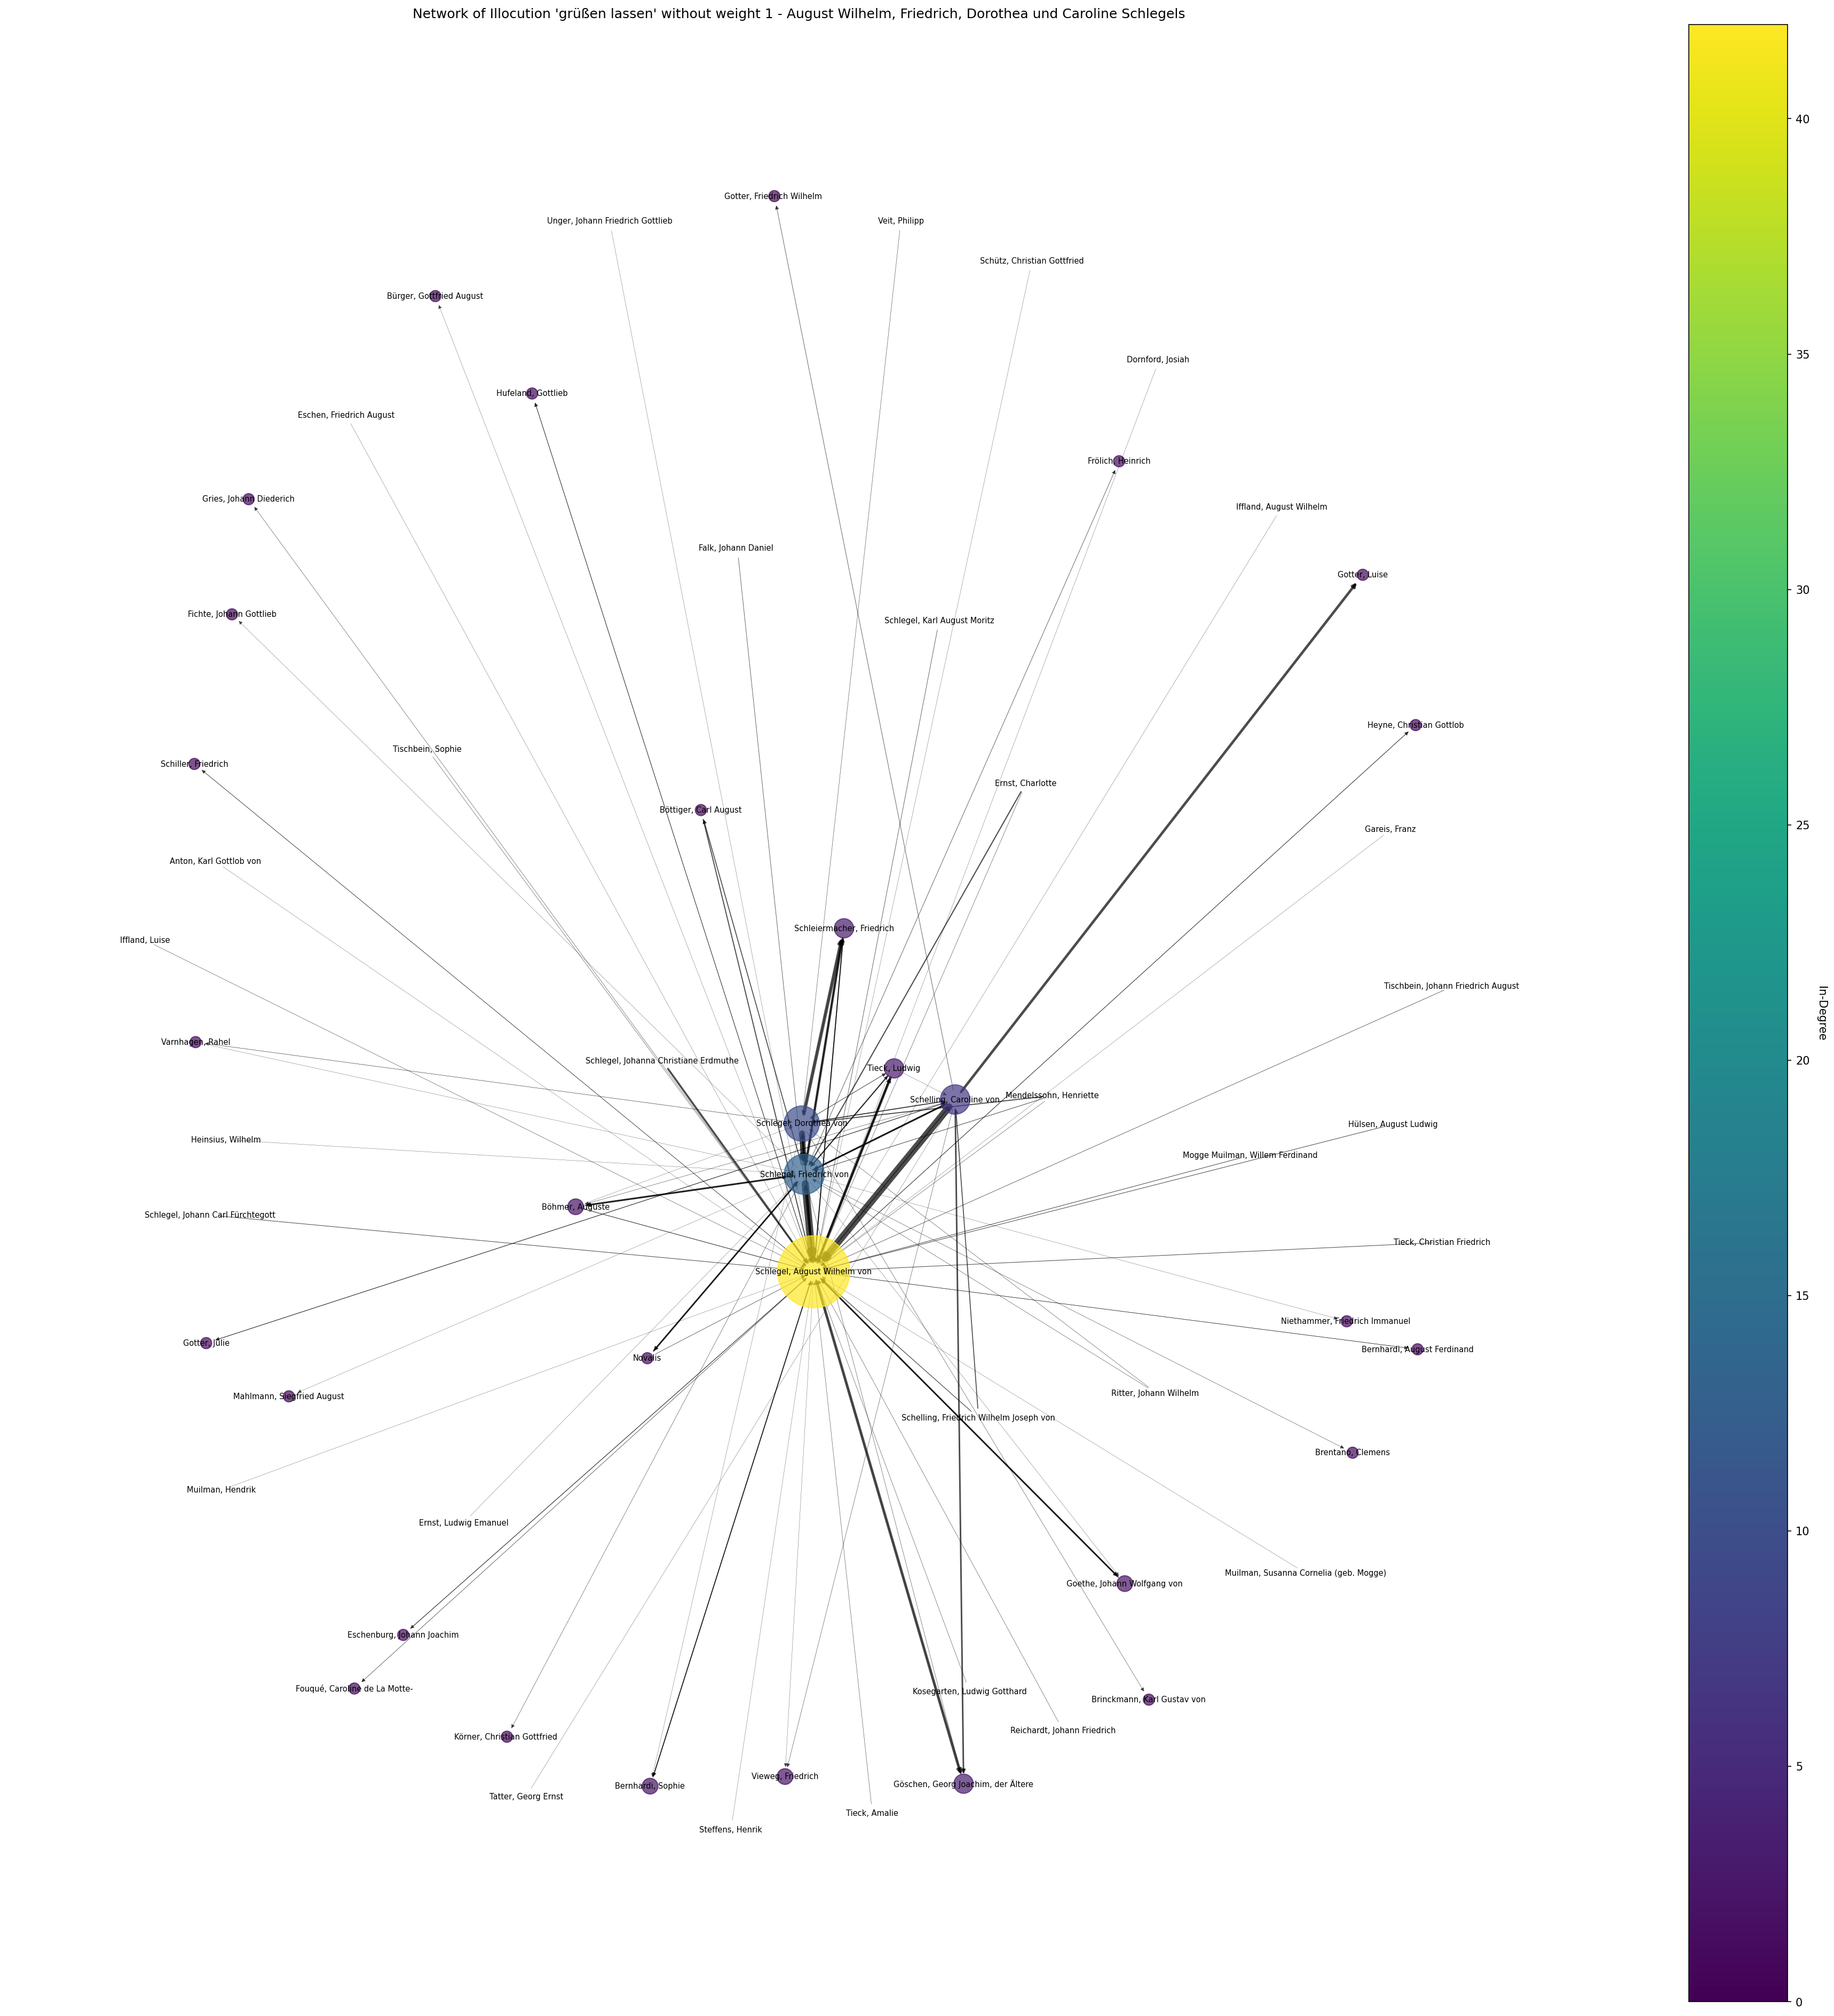 Network of Illocution 'grüßen lassen' without weight 1 - August Wilhelm, Friedrich, Dorothea und Caroline Schlegels
Gotter, Friedrich Wilhelm
Unger, Johann Friedrich Gottlieb
Veit, Philipp
Schütz, Christian Gottfried
Bürger, Gottfried August
Dornford, Josiah
Hufeland, Gottlieb
Eschen, Friedrich August
Frölich, Heinrich
Gries, Johann Diederich
Iffland, August Wilhelm
Falk, Johann Daniel
Gotter, Luise
Fichte, Johann Gottlieb
Schlegel, Karl August Moritz
Heyne, Christian Gottlob
Tischbein, Sophie
Schiller, Friedrich
Ernst, Charlotte
Böttiger, Carl August
Gareis, Franz
Anton, Karl Gottlob von
Schleiermacher, Friedrich
Iffland, Luise
Tischbein, Johann Friedrich August
Varnhagen, Rahel
Schlegel, Johanna Christiane Erdmuthe
Tieck, Ludwig
Mendelssohn, Henriette
Schelling, Caroline von
Schlegel, Dorothea von
Hülsen, August Ludwig
Heinsius, Wilhelm
Mogge Muilman, Willem Ferdinand
Schlegel, Friedrich von
Böhmer, Auguste
Schlegel, Johann Carl Fürchtegott
Tieck, Christian Friedrich
Schlegel, August Wilhelm von
Niethammer, Friedrich Immanuel
Gotter, Julie
Bernhardi, August Ferdinand
Novalis
Ritter, Johann Wilhelm
Mahlmann, Siegfried August
Schelling, Friedrich Wilhelm Joseph von
Brentano, Clemens
Muilman, Hendrik
Ernst, Ludwig Emanuel
Muilman, Susanna Cornelia (geb. Mogge)
Goethe, Johann Wolfgang von
Eschenburg, Johann Joachim
Fouqué, Caroline de La Motte-
Kosegarten, Ludwig Gotthard
Brinckmann, Karl Gustav von
Reichardt, Johann Friedrich
Körner, Christian Gottfried
Vieweg, Friedrich
Göschen, Georg Joachim, der Ältere
Bernhardi, Sophie
Tatter, Georg Ernst
Tieck, Amalie
Steffens, Henrik
40
35
30
25
20
15
10
5
0
In-Degree